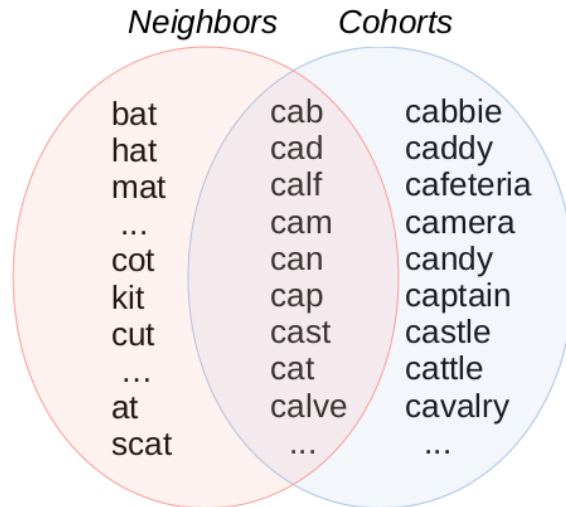 Neighbors Cohorts
bat cab cabbie
hat cad caddy
mat calf cafeteria
... cam camera
cot can candy
kit cap captain
cut cast castle
... cat cattle
at calve cavalry
scat ... ...